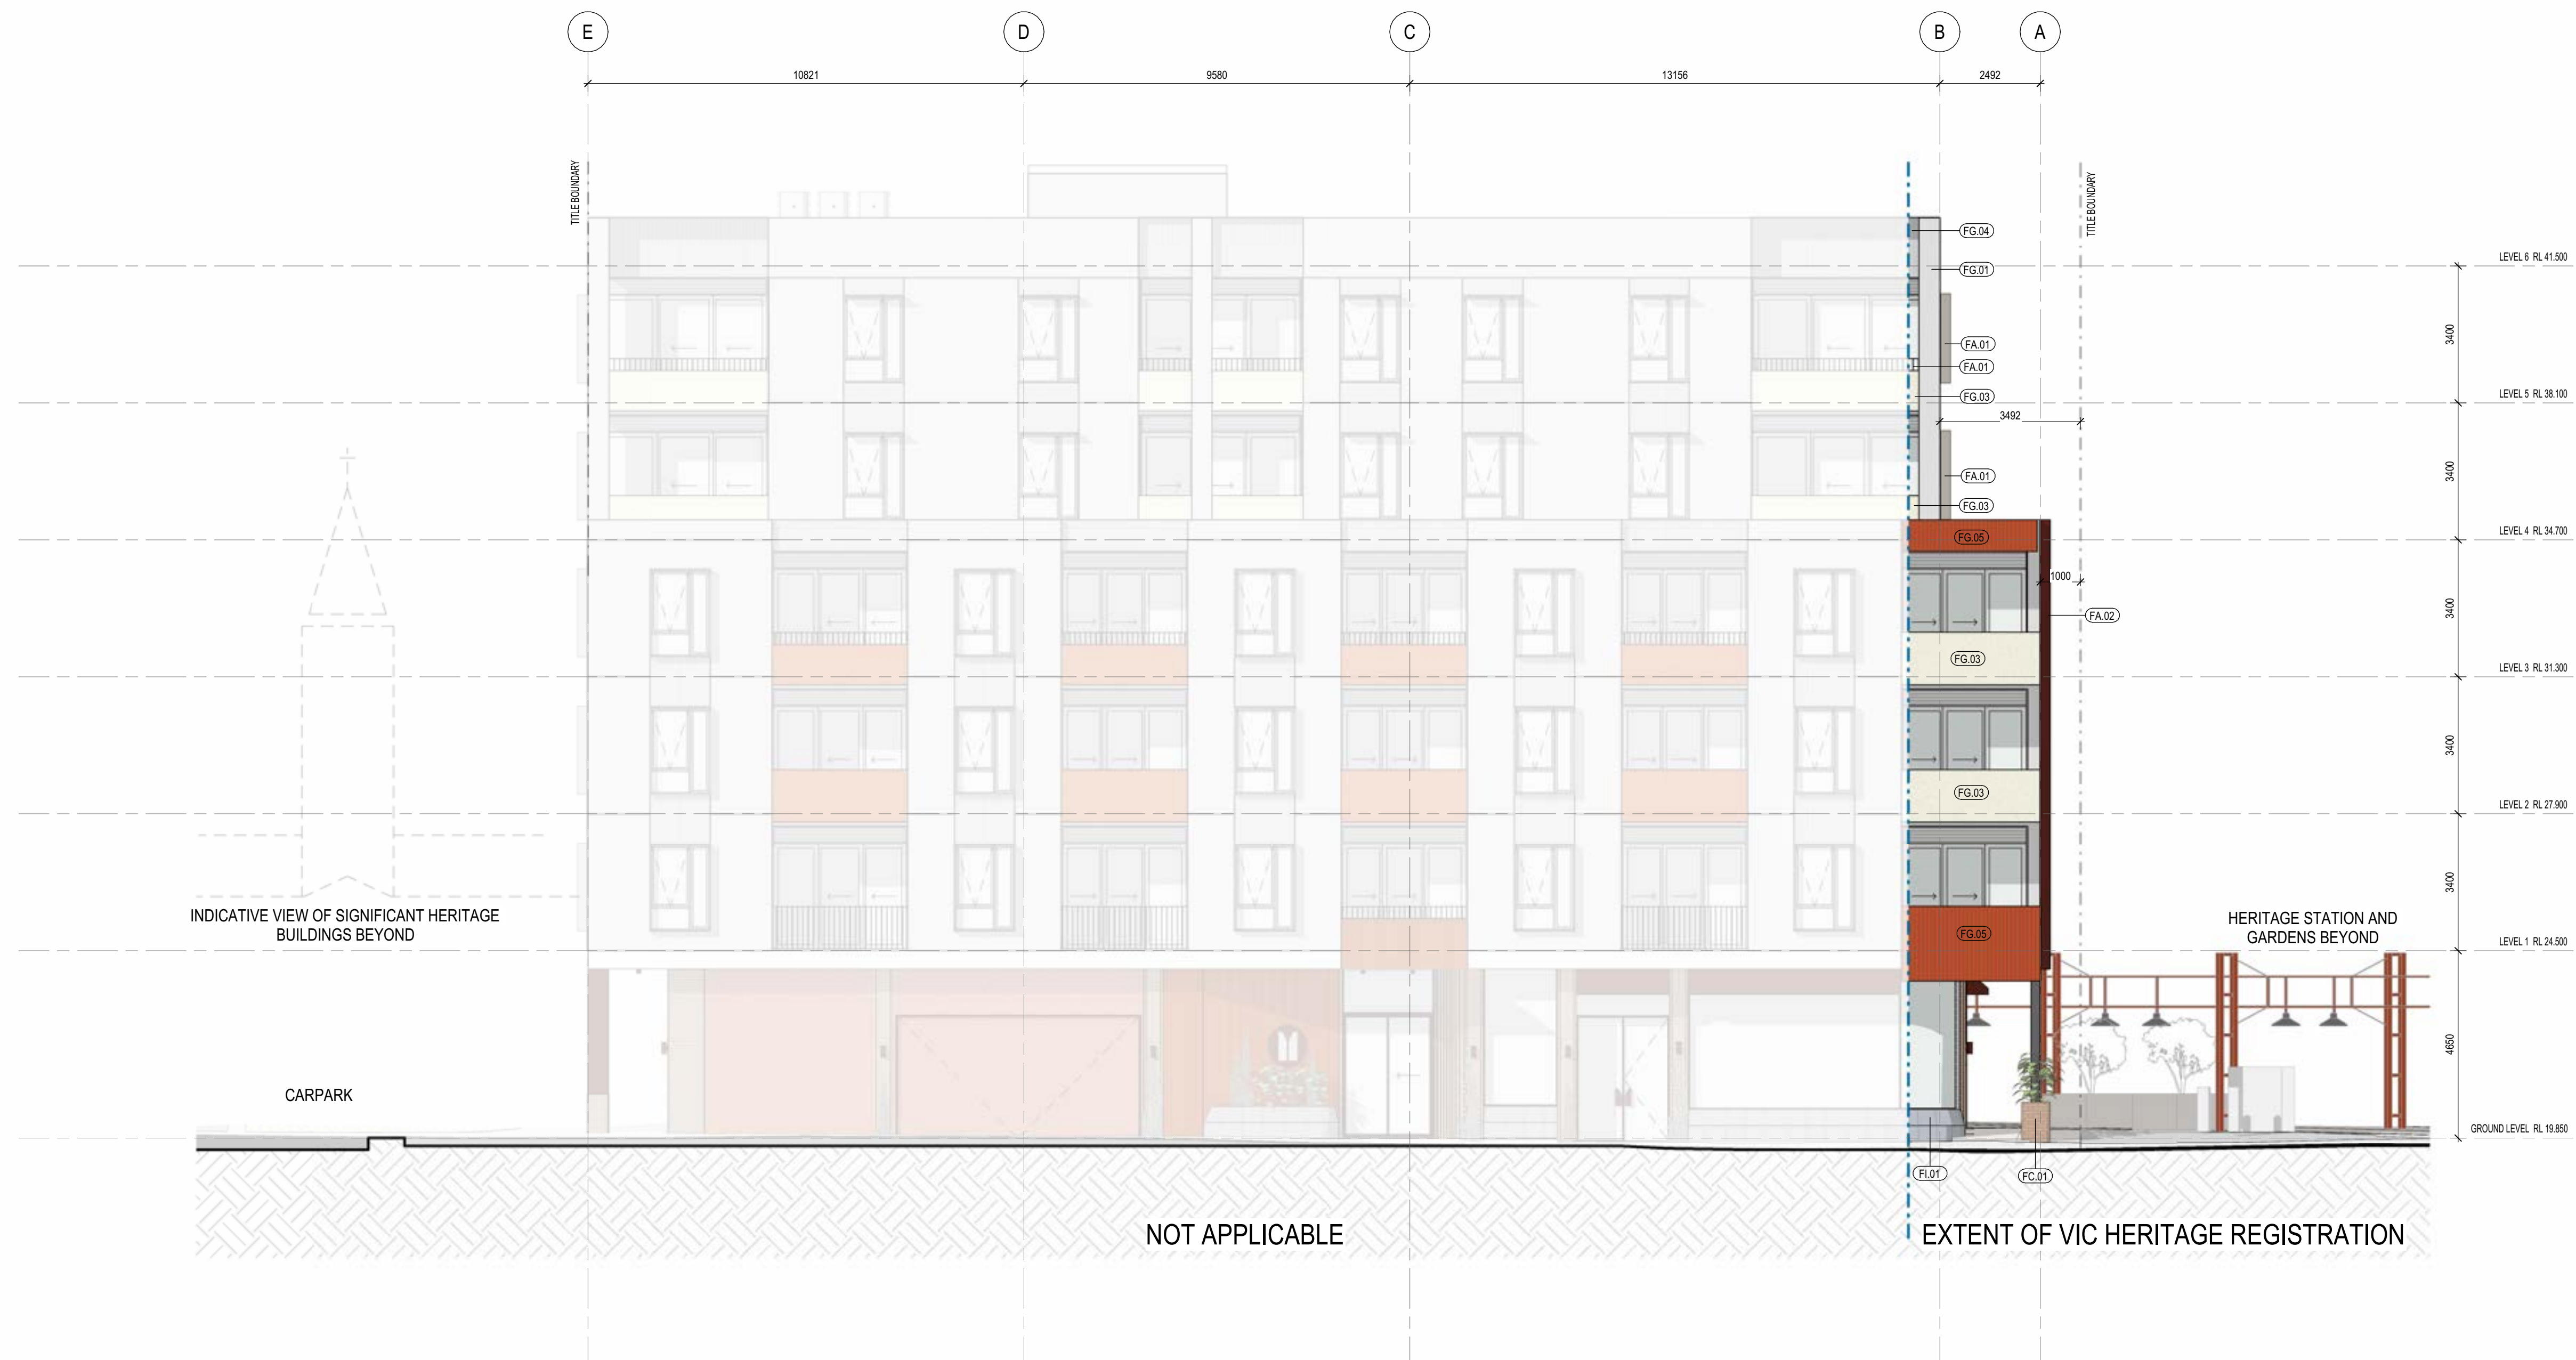 E
D
C
B
A
10821
9580
13156
2492
TITLE BOUNDARY
TITLE BOUNDARY
FG.04
LEVEL 6 RL 41.500
FG.01
3400
FA.01
FA.01
LEVEL 5 RL 38.100
FG.03
3492
3400
FA.01
FG.03
LEVEL 4 RL 34.700
FG.05
1000
3400
FA.02
FG.03
LEVEL 3 RL 31.300
3400
FG.03
LEVEL 2 RL 27.900
3400
INDICATIVE VIEW OF SIGNIFICANT HERITAGE
BUILDINGS BEYOND
HERITAGE STATION AND
GARDENS BEYOND
FG.05
LEVEL 1 RL 24.500
4650
CARPARK
GROUND LEVEL RL 19.850
FI.01
FC.01
NOT APPLICABLE
EXTENT OF VIC HERITAGE REGISTRATION